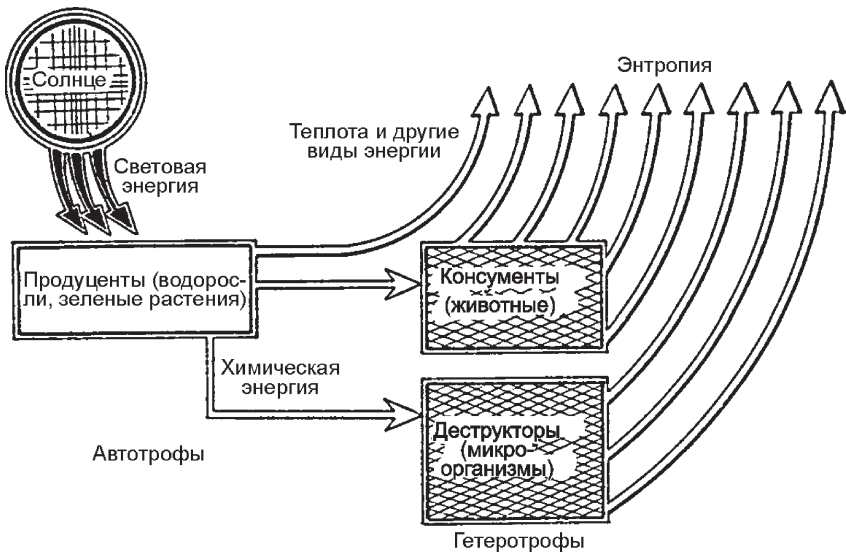 Солнце
Энтропия
Теплота и другие
виды энергии
Световая
энергия
Продуценты (водорос-
ли, зеленые растения)
Консументы
(животные)
Химическая
энергия
Деструкторы
(микро-
организмы)
Автотрофы
Гетеротрофы